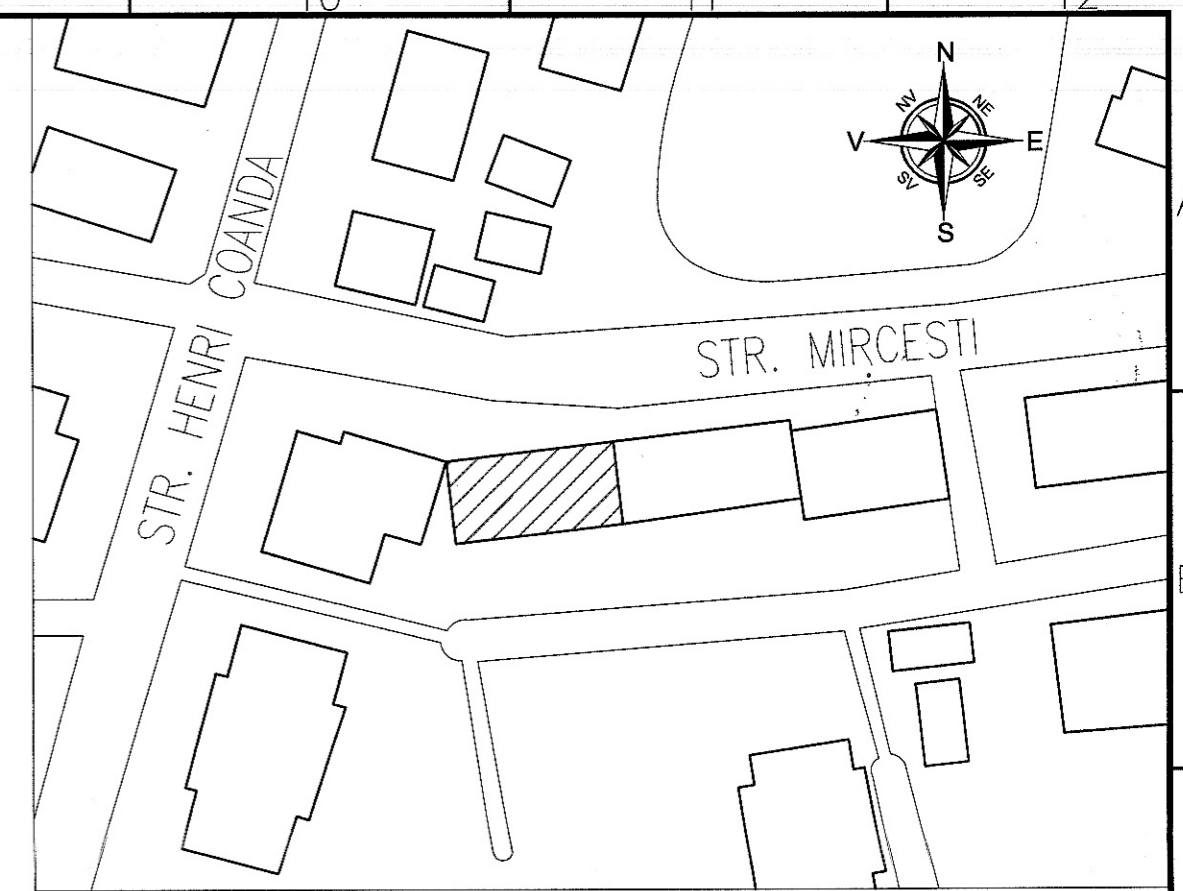 N
NV NE
V E
SV SE
S
STR. HENRI COANDA
STR. MIRCESTI